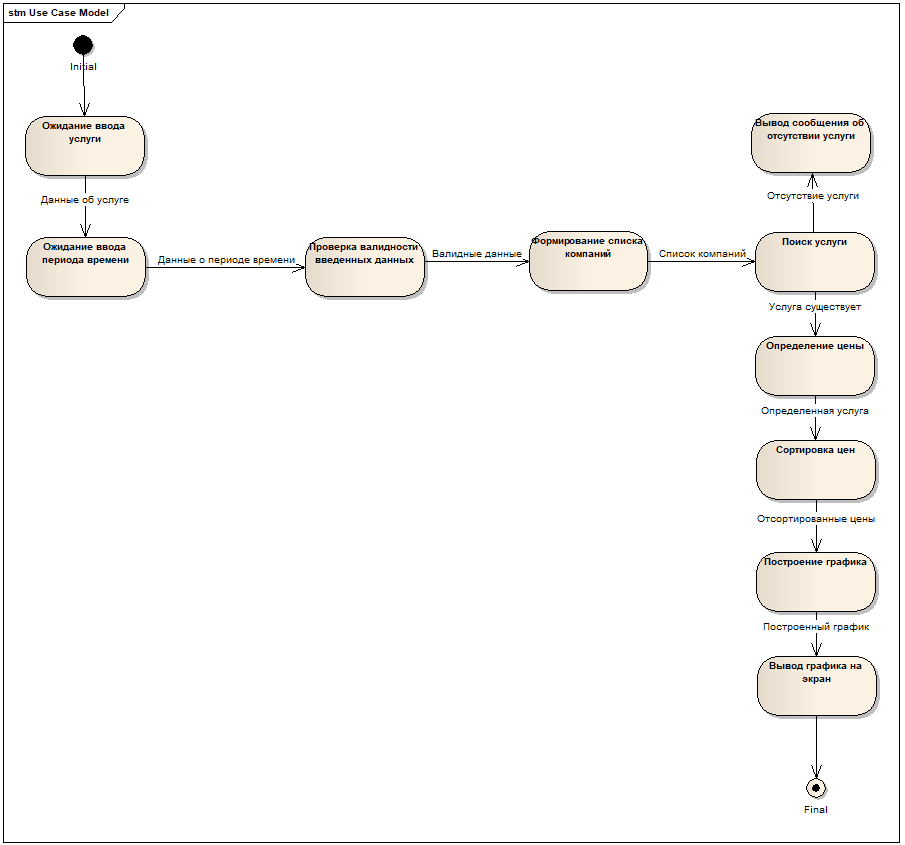 stm Use Case Model
Initial
Ожидание ввода
услуги
Данные об услуге
Ожидание ввода
периода времени
Данные о периоде времени
Проверка валидности
введенных данных
Валидные данные
Формирование списка
компаний
Список компаний
Вывод сообщения об
отсутствии услуги
Отсутствие услуги
Поиск услуги
Услуга существует
Определение цены
Определенная услуга
Сортировка цен
Отсортированные цены
Построение графика
Построенный график
Вывод графика на
экран
Final